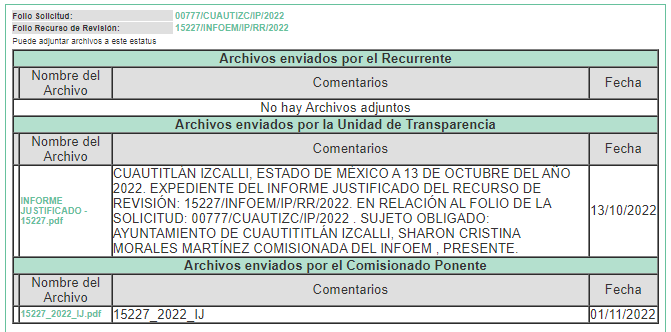 Folio Solicitud: 00777/CUAUTIZC/IP/2022
Folio Recurso de Revisión: 15227/INFOEM/IP/RR/2022
Puede adjuntar archivos a este estatus
Archivos enviados por el Recurrente
Nombre del Archivo Comentarios Fecha
No hay Archivos adjuntos
Archivos enviados por la Unidad de Transparencia
Nombre del Archivo Comentarios Fecha
INFORME
JUSTIFICADO -
15227.pdf
CUAUTITLÁN IZCALLI, ESTADO DE MÉXICO A 13 DE OCTUBRE DEL AÑO
2022. EXPEDIENTE DEL INFORME JUSTIFICADO DEL RECURSO DE
REVISIÓN: 15227/INFOEM/IP/RR/2022. EN RELACIÓN AL FOLIO DE LA
SOLICITUD: 00777/CUAUTIZC/IP/2022 . SUJETO OBLIGADO:
AYUNTAMIENTO DE CUAUTITITLÁN IZCALLI, SHARON CRISTINA
MORALES MARTÍNEZ COMISIONADA DEL INFOEM , PRESENTE.
13/10/2022
Archivos enviados por el Comisionado Ponente
Nombre del Archivo Comentarios Fecha
15227_2022_IJ.pdf 15227_2022_IJ 01/11/2022